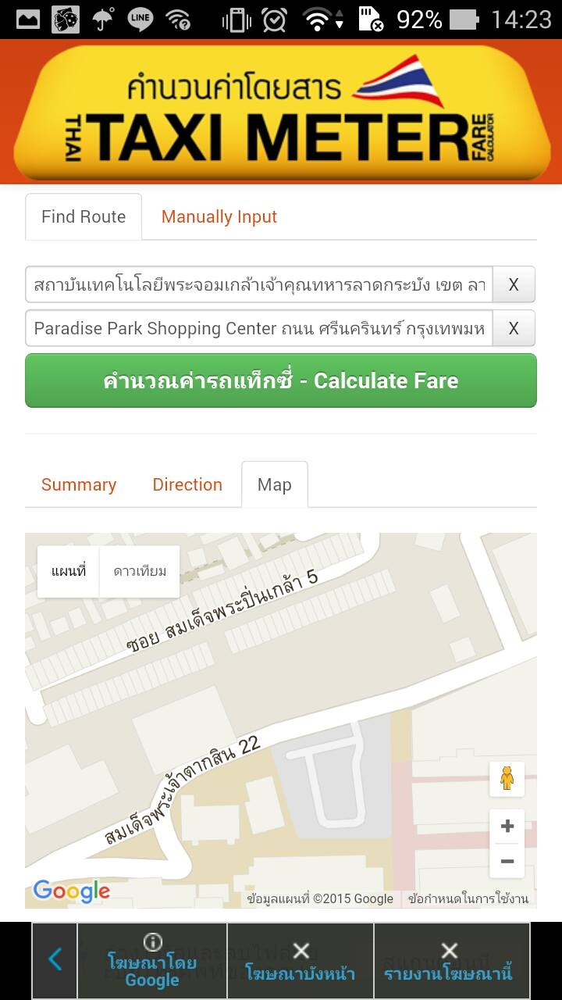 LINE
92%
14:23
คำนวนค่าโดยสาร
THAI
TAXI METER
FARE
CALCULATOR
Find Route
Manually Input
สถาบันเทคโนโลยีพระจอมเกล้าเจ้าคุณทหารลาดกระบัง เขต ลา
X
Paradise Park Shopping Center ถนน ศรีนครินทร์ กรุงเทพมห
X
คำนวณค่ารถแท็กซี่ - Calculate Fare
Summary
Direction
Map
แผนที่
ดาวเทียม
ซอย สมเด็จพระปิ่นเกล้า 5
สมเด็จพระเจ้าตากสิน 22
Google
ข้อมูลแผนที่ ©2015 Google
ข้อกำหนดในการใช้งาน
โฆษณาโดย
Google
โฆษณาบังหน้า
รายงานโฆษณานี้